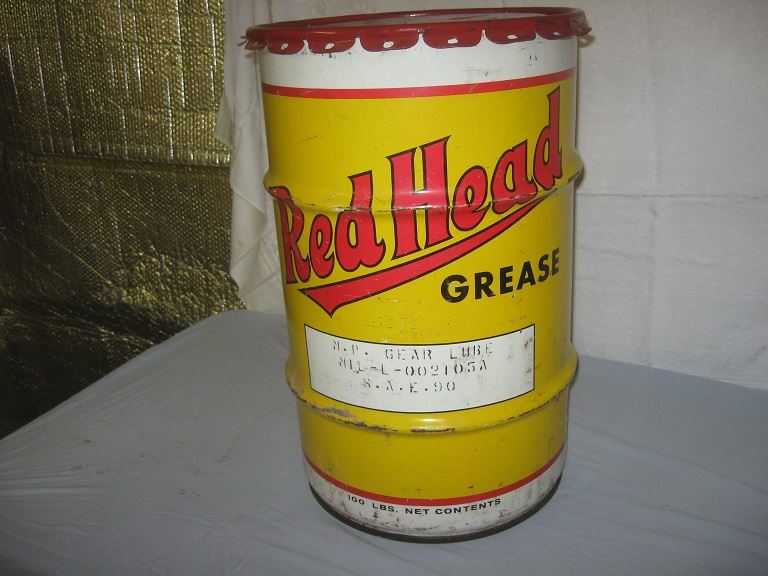 Red Head
GREASE
M.P. GEAR LUBE
MIL-L-002105A
S.A.E.90
100 LBS. NET CONTENTS